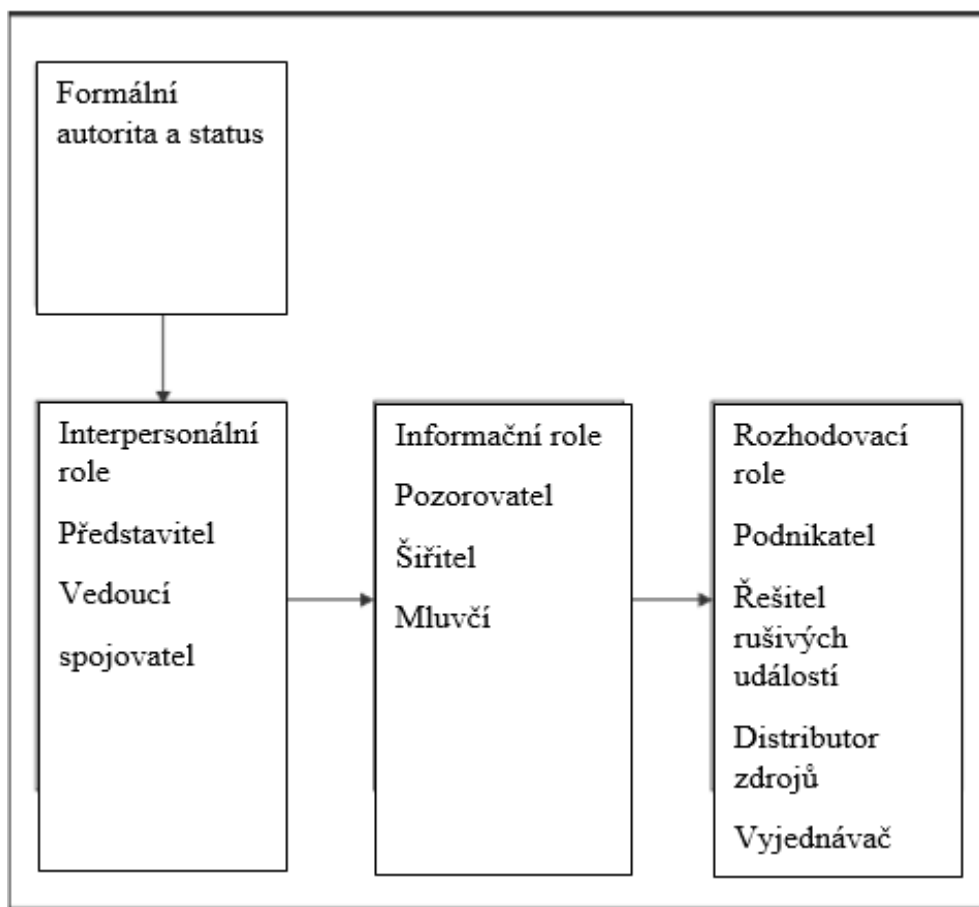 Formální
autorita a status
Interpersonální
role
Představitel
Vedoucí
spojovatel
Informační role
Pozorovatel
Šiřitel
Mluvčí
Rozhodovací
role
Podnikatel
Řešitel
rušivých
událostí
Distributor
zdrojů
Vyjednávač